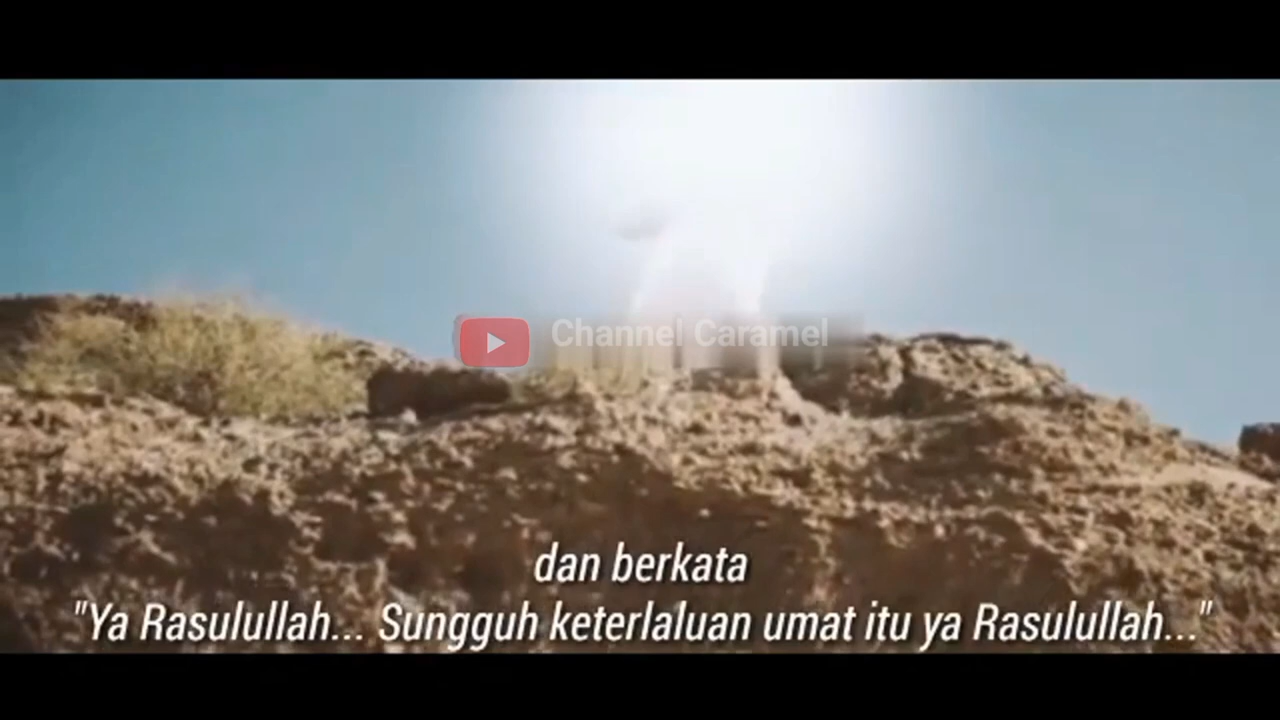 Channel Caramel
dan berkata
"Ya Rasulullah... Sungguh keterlaluan umat itu ya Rasulullah..."